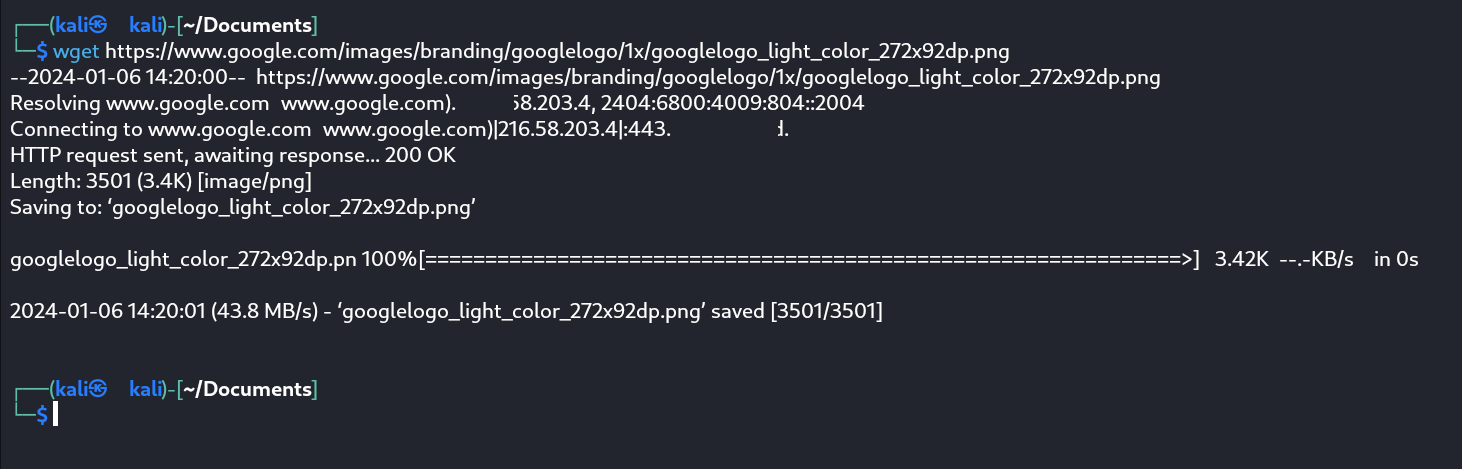 (kali㉿ kali)-[~/Documents]
$ wget https://www.google.com/images/branding/googlelogo/1x/googlelogo_light_color_272x92dp.png
--2024-01-06 14:20:00-- https://www.google.com/images/branding/googlelogo/1x/googlelogo_light_color_272x92dp.png
Resolving www.google.com www.google.com). 58.203.4, 2404:6800:4009:804::2004
Connecting to www.google.com www.google.com)|216.58.203.4|:443. d.
HTTP request sent, awaiting response... 200 OK
Length: 3501 (3.4K) [image/png]
Saving to: ‘googlelogo_light_color_272x92dp.png’
googlelogo_light_color_272x92dp.pn 100%[===============================================================>] 3.42K --.-KB/s in 0s
2024-01-06 14:20:01 (43.8 MB/s) - ‘googlelogo_light_color_272x92dp.png’ saved [3501/3501]
(kali㉿ kali)-[~/Documents]
$